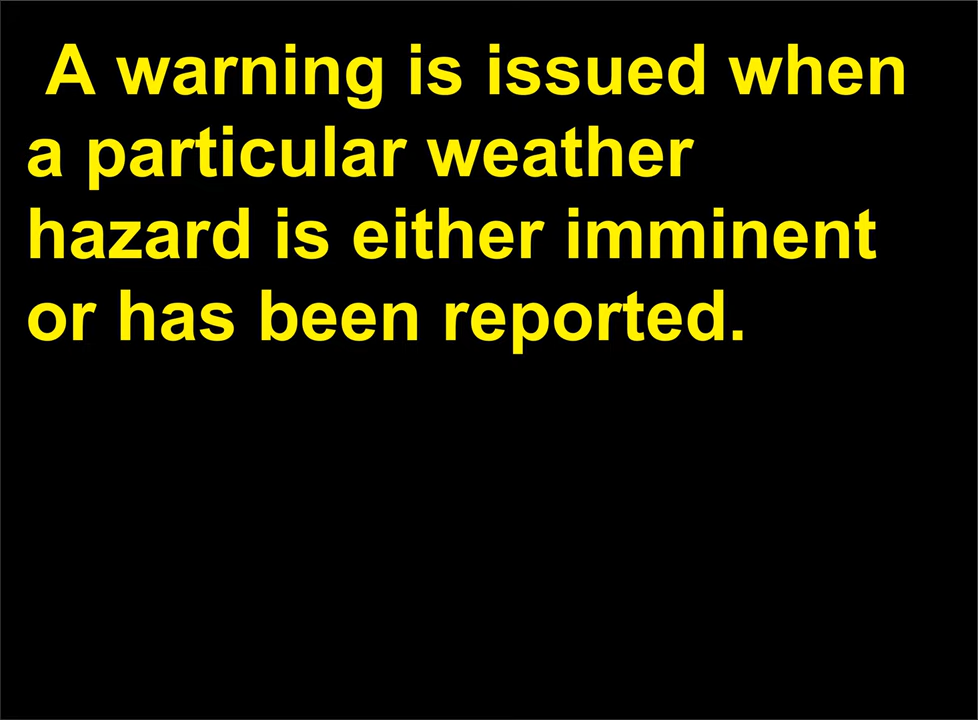 A warning is issued when
a particular weather
hazard is either imminent
or has been reported.